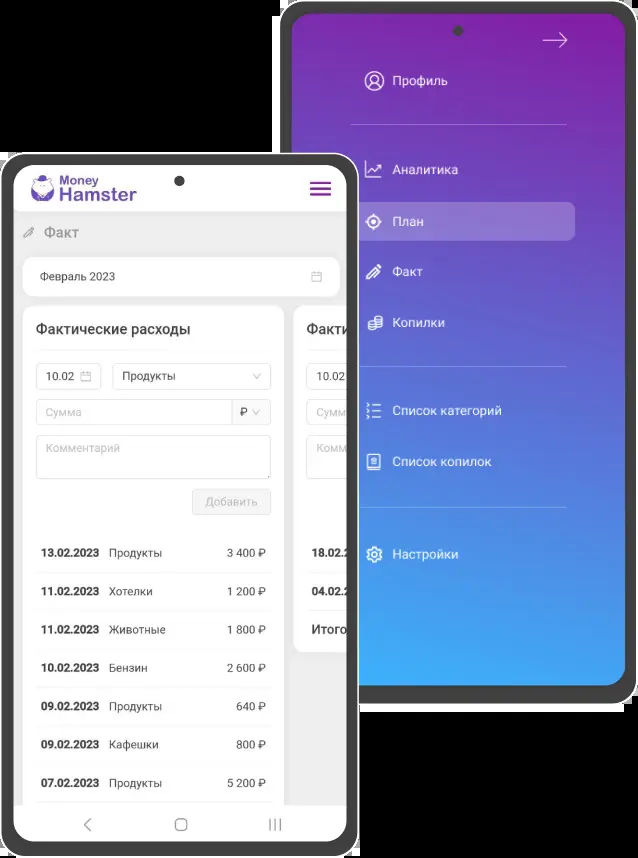 Профиль
Аналитика
План
Факт
Копилки
Список категорий
Список копилок
Настройки
Money
Hamster
Факт
Февраль 2023
Фактические расходы
10.02
Продукты
Сумма
₽
Комментарий
Добавить
13.02.2023 Продукты 3 400 ₽
11.02.2023 Хотелки 1 200 ₽
11.02.2023 Животные 1 800 ₽
10.02.2023 Бензин 2 600 ₽
09.02.2023 Продукты 640 ₽
09.02.2023 Кафешки 800 ₽
07.02.2023 Продукты 5 200 ₽
Факти
10.02
Сумм
Комм
18.02.2
04.02.2
Итого